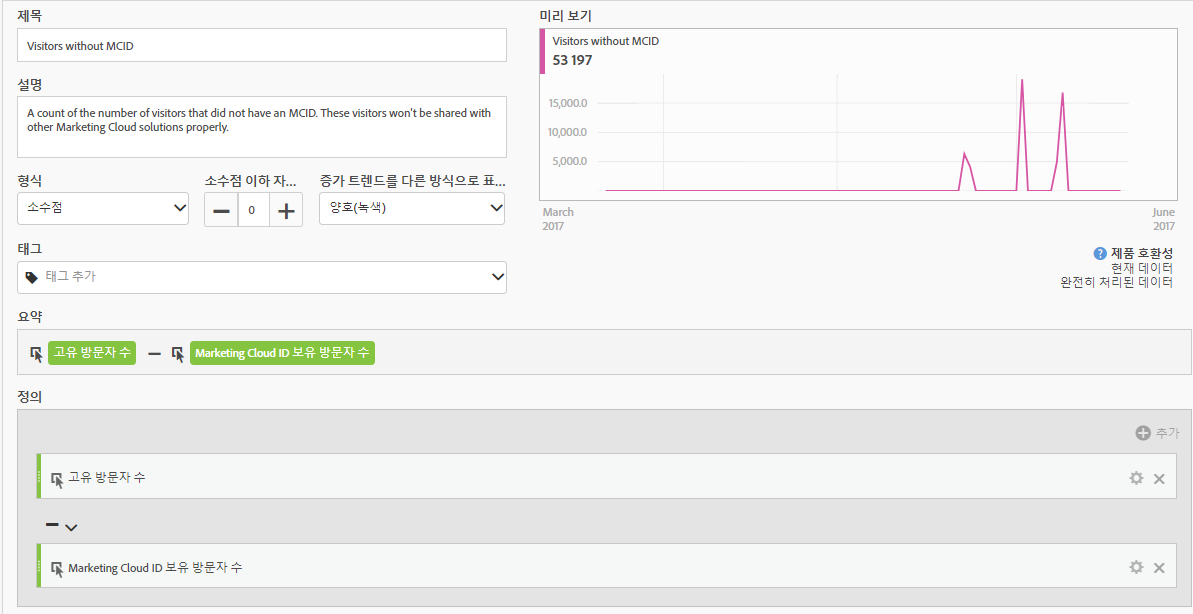 제목
Visitors without MCID
설명
A count of the number of visitors that did not have an MCID. These visitors won't be shared with
other Marketing Cloud solutions properly.
형식
소수점 이하 자...
증가 트렌드를 다른 방식으로 표...
소수점
0
양호(녹색)
태그
태그 추가
미리 보기
Visitors without MCID
53 197
15,000.0
10,000.0
5,000.0
March
2017
June
2017
? 제품 호환성
현재 데이터
완전히 처리된 데이터
요약
고유 방문자 수 — Marketing Cloud ID 보유 방문자 수
정의
추가
고유 방문자 수
Marketing Cloud ID 보유 방문자 수